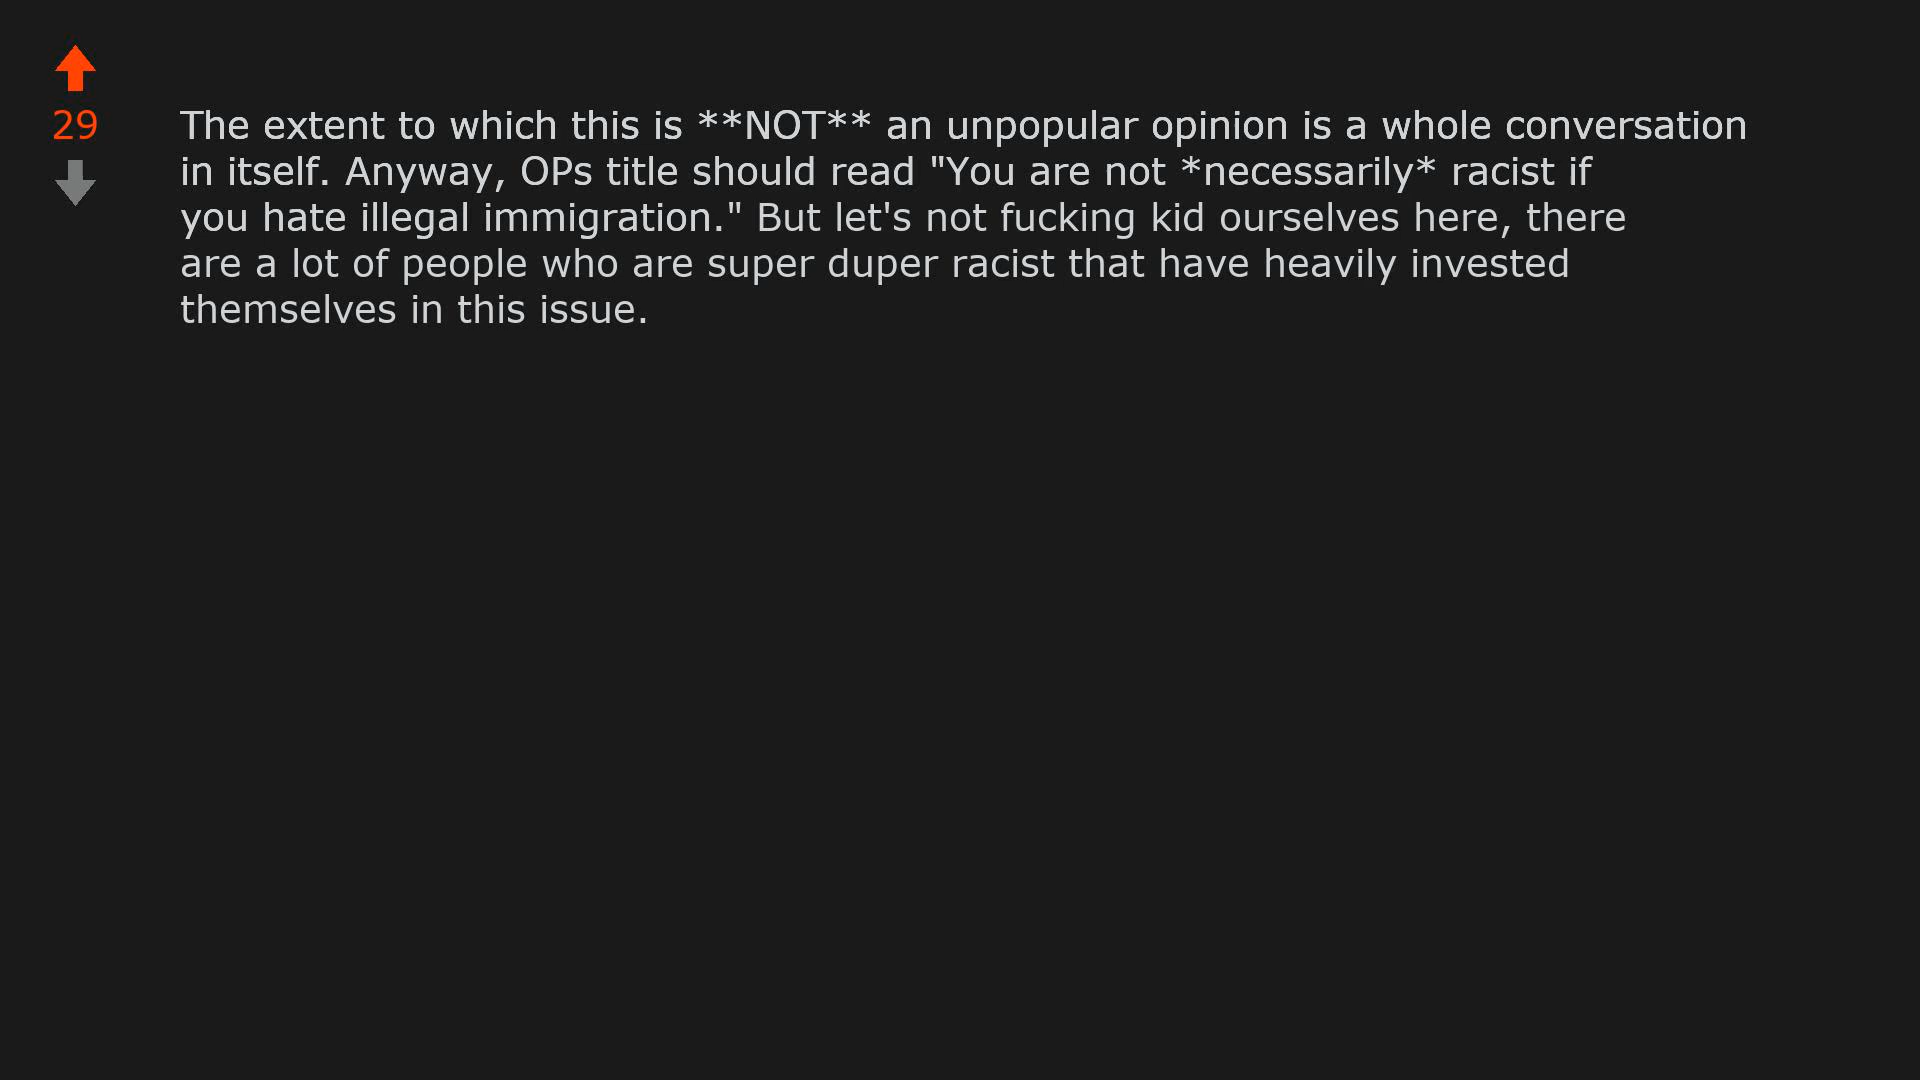 29
The extent to which this is **NOT** an unpopular opinion is a whole conversation
in itself. Anyway, OPs title should read "You are not *necessarily* racist if
you hate illegal immigration." But let's not fucking kid ourselves here, there
are a lot of people who are super duper racist that have heavily invested
themselves in this issue.